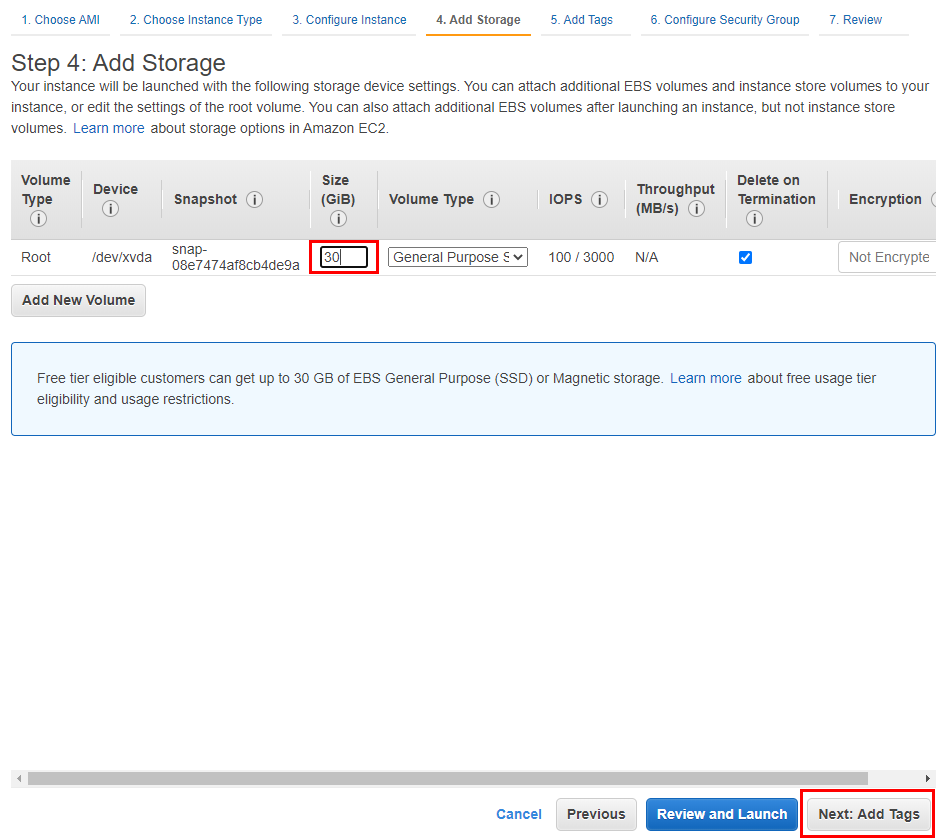 1. Choose AMI 2. Choose Instance Type 3. Configure Instance 4. Add Storage 5. Add Tags 6. Configure Security Group 7. Review
Step 4: Add Storage
Your instance will be launched with the following storage device settings. You can attach additional EBS volumes and instance store volumes to your
instance, or edit the settings of the root volume. You can also attach additional EBS volumes after launching an instance, but not instance store
volumes. Learn more about storage options in Amazon EC2.
Volume Type i
Device i
Snapshot i
Size (GiB) i
Volume Type i
IOPS i
Throughput (MB/s) i
Delete on Termination i
Encryption
Root
/dev/xvda
snap-
08e7474af8cb4de9a
30
General Purpose S
100 / 3000
N/A
Not Encrypte
Add New Volume
Free tier eligible customers can get up to 30 GB of EBS General Purpose (SSD) or Magnetic storage. Learn more about free usage tier
eligibility and usage restrictions.
Cancel Previous Review and Launch Next: Add Tags